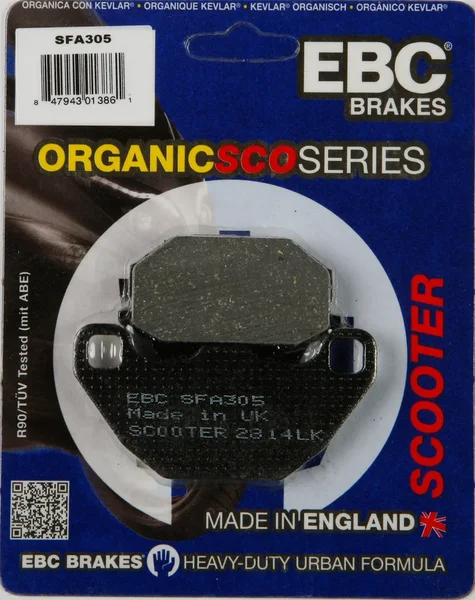 ORGANICA CON KEVLAR® · ORGANIQUE KEVLAR® · KEVLAR® ORGANISCH · ORGÁNICO KEVLAR®
SFA305
8 47943 01386 1
EBC
BRAKES®
ORGANICSCOSERIES
R90/TÜV Tested (mit ABE)
EBC SFA305
Made in UK
SCOOTER 2814LK
SCOOTER
MADE IN ENGLAND
EBC BRAKES HEAVY-DUTY URBAN FORMULA